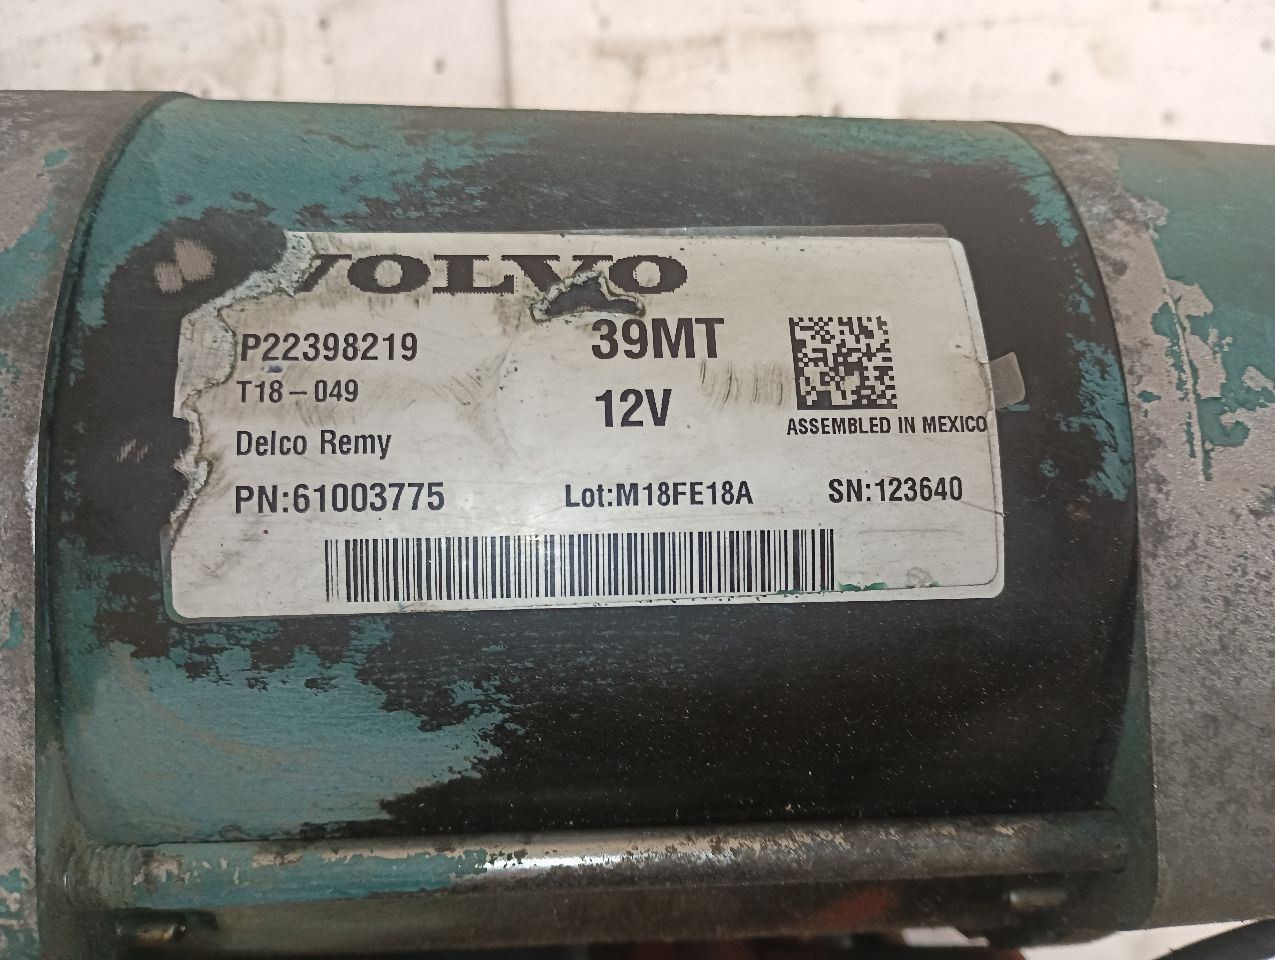 VOLVO
P22398219
39MT
T18-049
12V
ASSEMBLED IN MEXICO
Delco Remy
PN:61003775
Lot:M18FE18A
SN:123640